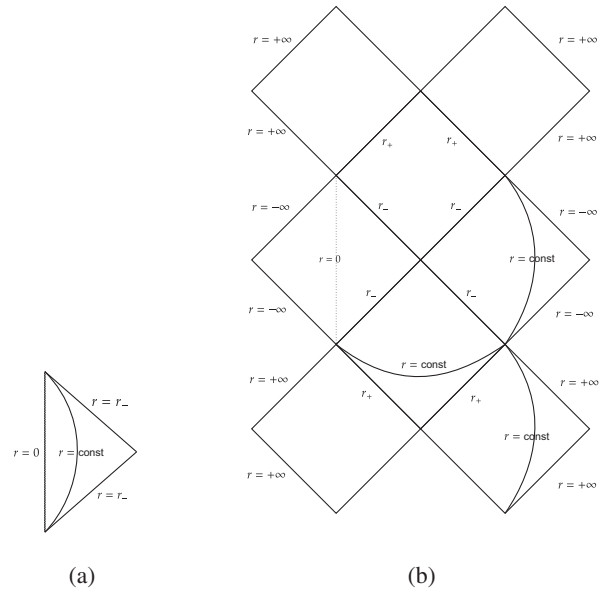 r = +∞
r = +∞
r = +∞
r₊
r₊
r = +∞
r = −∞
r₋
r₋
r = −∞
r = 0
r = const
r = −∞
r₋
r₋
r = −∞
r = const
r = +∞
r₊
r₊
r = +∞
r = const
r = +∞
r = +∞
r = r₋
r = 0
r = const
r = r₋
(a)
(b)